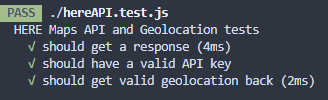 PASS ./hereAPI.test.js
HERE Maps API and Geolocation tests
√ should get a response (4ms)
√ should have a valid API key
√ should get valid geolocation back (2ms)